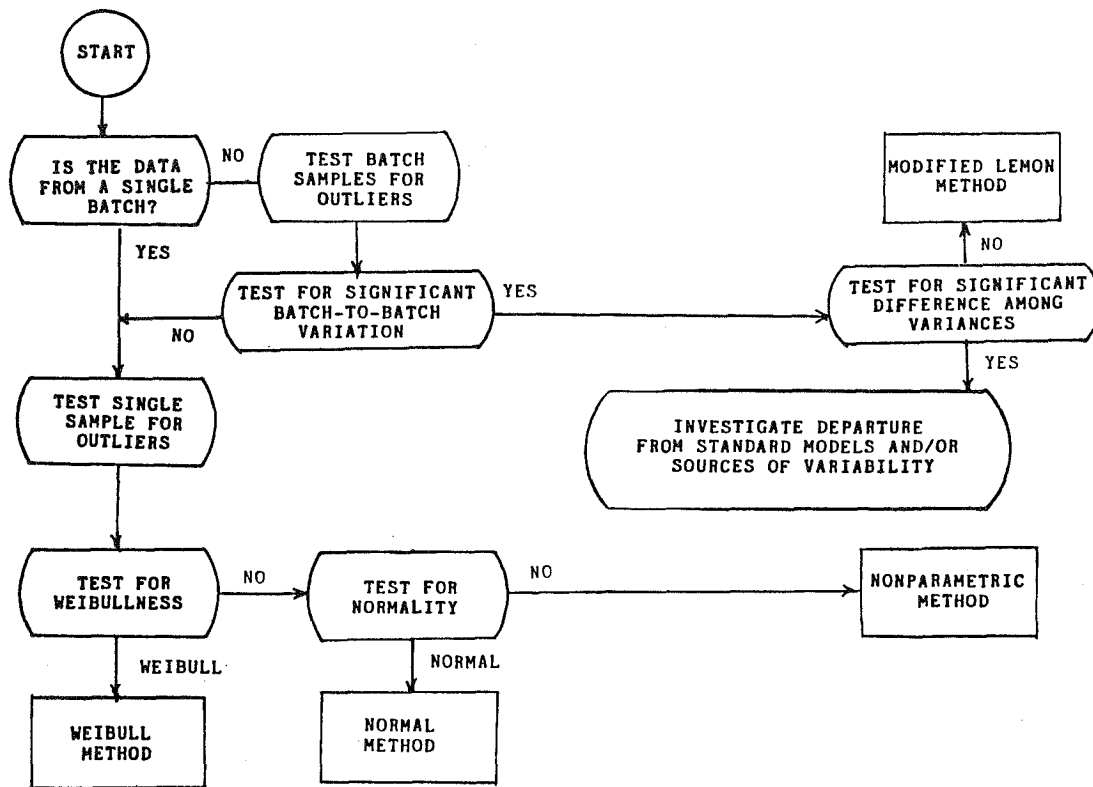 START
IS THE DATA
FROM A SINGLE
BATCH?
NO
TEST BATCH
SAMPLES FOR
OUTLIERS
MODIFIED LEMON
METHOD
YES
NO
TEST FOR SIGNIFICANT
BATCH-TO-BATCH
VARIATION
YES
NO
TEST FOR SIGNIFICANT
DIFFERENCE AMONG
VARIANCES
YES
TEST SINGLE
SAMPLE FOR
OUTLIERS
INVESTIGATE DEPARTURE
FROM STANDARD MODELS AND/OR
SOURCES OF VARIABILITY
TEST FOR
WEIBULLNESS
NO
TEST FOR
NORMALITY
NO
NONPARAMETRIC
METHOD
WEIBULL
NORMAL
WEIBULL
METHOD
NORMAL
METHOD